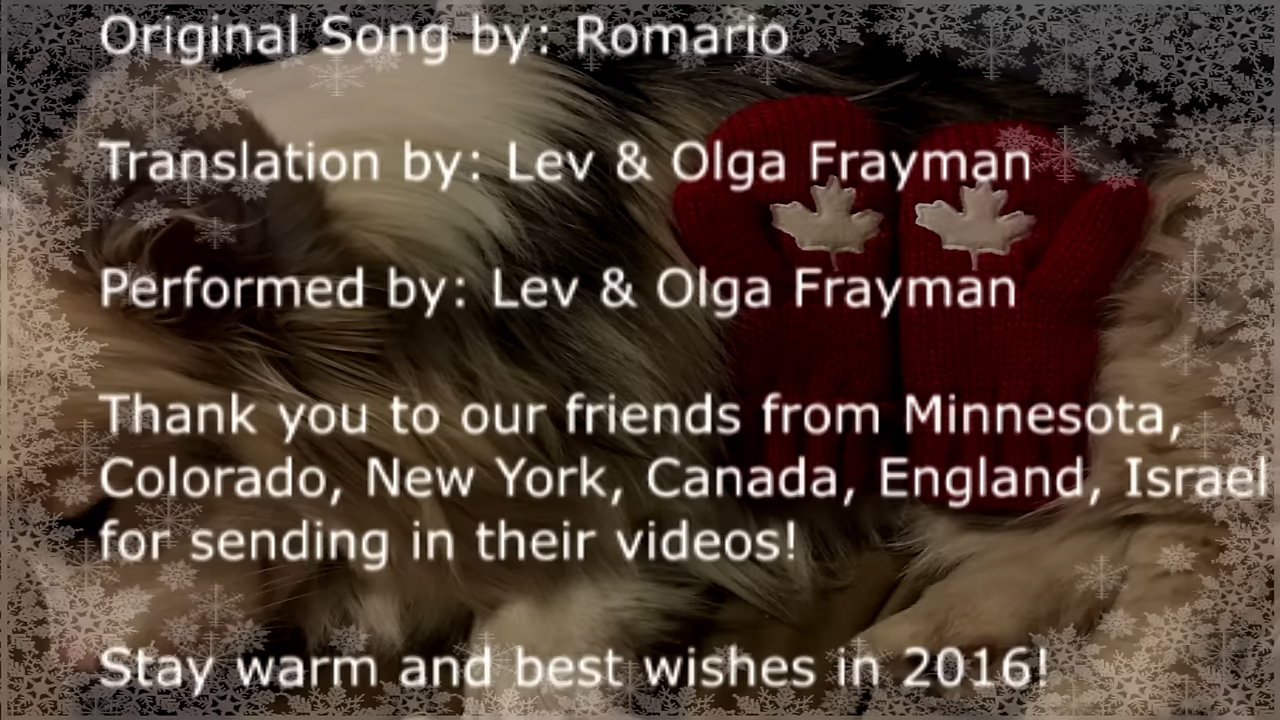 Original Song by: Romario
Translation by: Lev & Olga Frayman
Performed by: Lev & Olga Frayman
Thank you to our friends from Minnesota,
Colorado, New York, Canada, England, Israel
for sending in their videos!
Stay warm and best wishes in 2016!